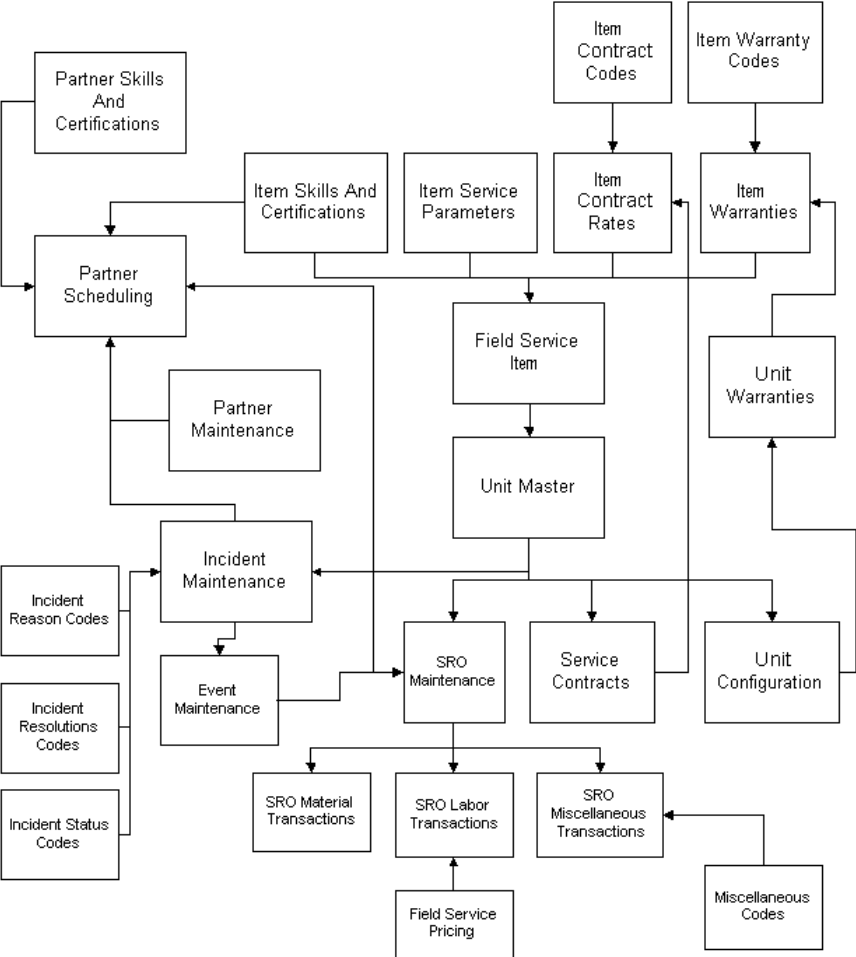 Item
Contract
Codes
Item Warranty
Codes
Partner Skills
And
Certifications
Item Skills And
Certifications
Item Service
Parameters
Item
Contract
Rates
Item
Warranties
Partner
Scheduling
Field Service
Item
Unit
Warranties
Partner
Maintenance
Unit Master
Incident
Maintenance
Incident
Reason Codes
SRO
Maintenance
Service
Contracts
Unit
Configuration
Event
Maintenance
Incident
Resolutions
Codes
SRO Material
Transactions
SRO Labor
Transactions
SRO
Miscellaneous
Transactions
Incident Status
Codes
Field Service
Pricing
Miscellaneous
Codes